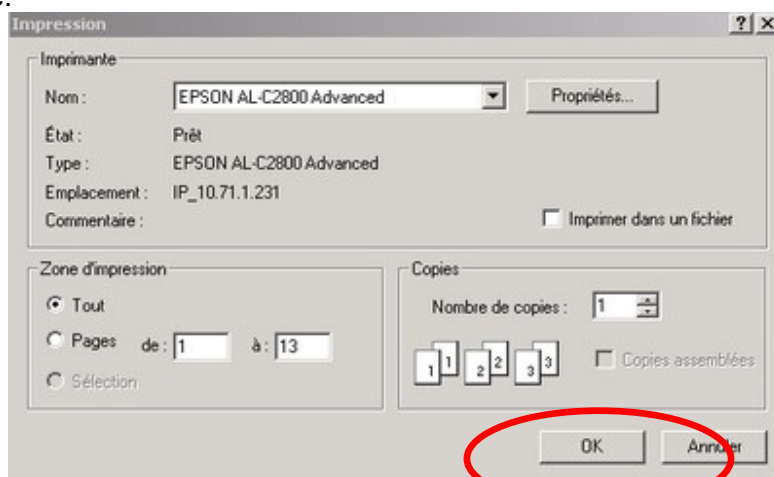 Impression
Imprimante
Nom : EPSON AL-C2800 Advanced Propriétés...
État : Prêt
Type : EPSON AL-C2800 Advanced
Emplacement : IP_10.71.1.231
Commentaire : Imprimer dans un fichier
Zone d'impression
Tout
Pages de : 1 à : 13
Sélection
Copies
Nombre de copies : 1
1 1 2 2 3 3 Copies assemblées
OK Annuler